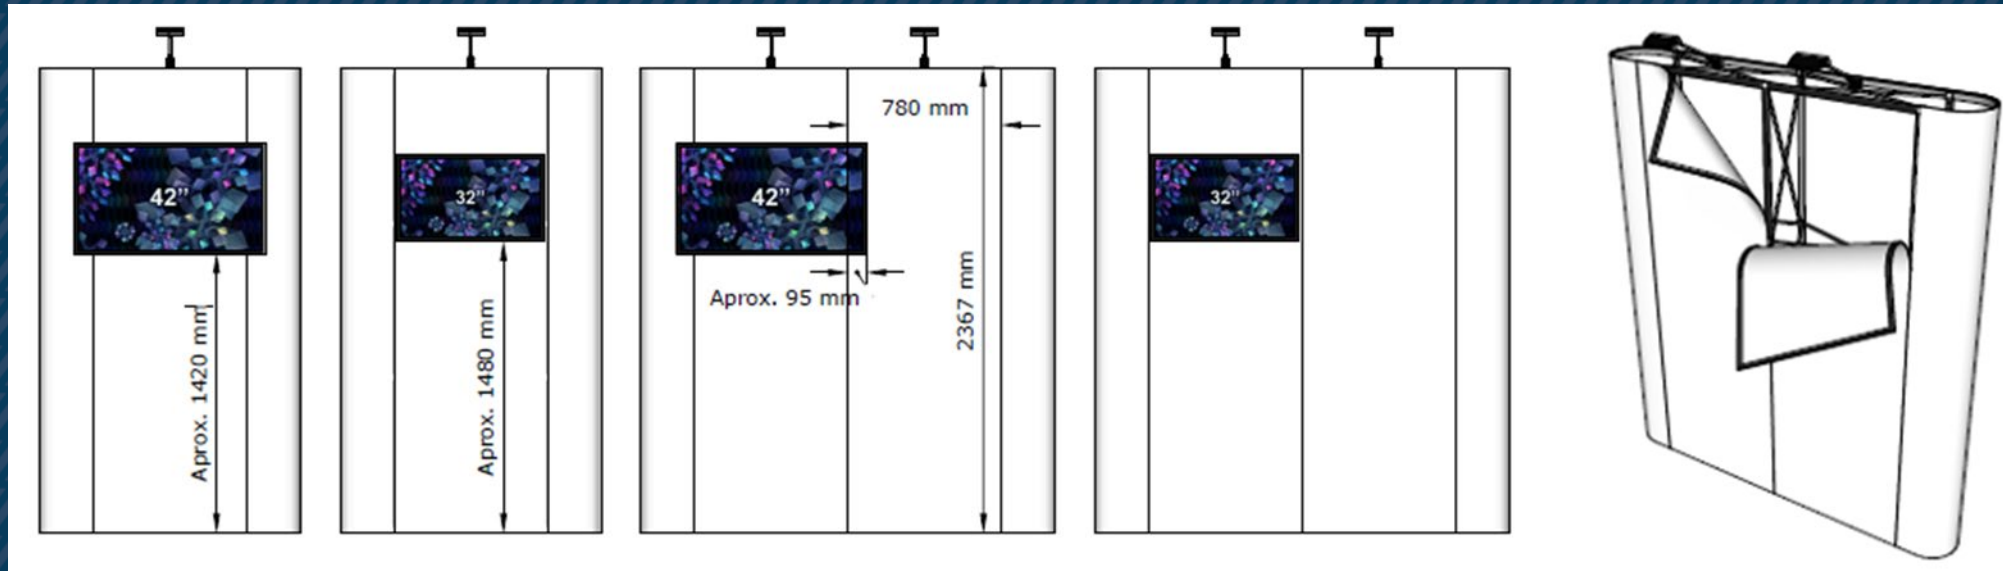 42”
Aprox. 1420 mm
32”
Aprox. 1480 mm
780 mm
42”
Aprox. 95 mm
2367 mm
32”